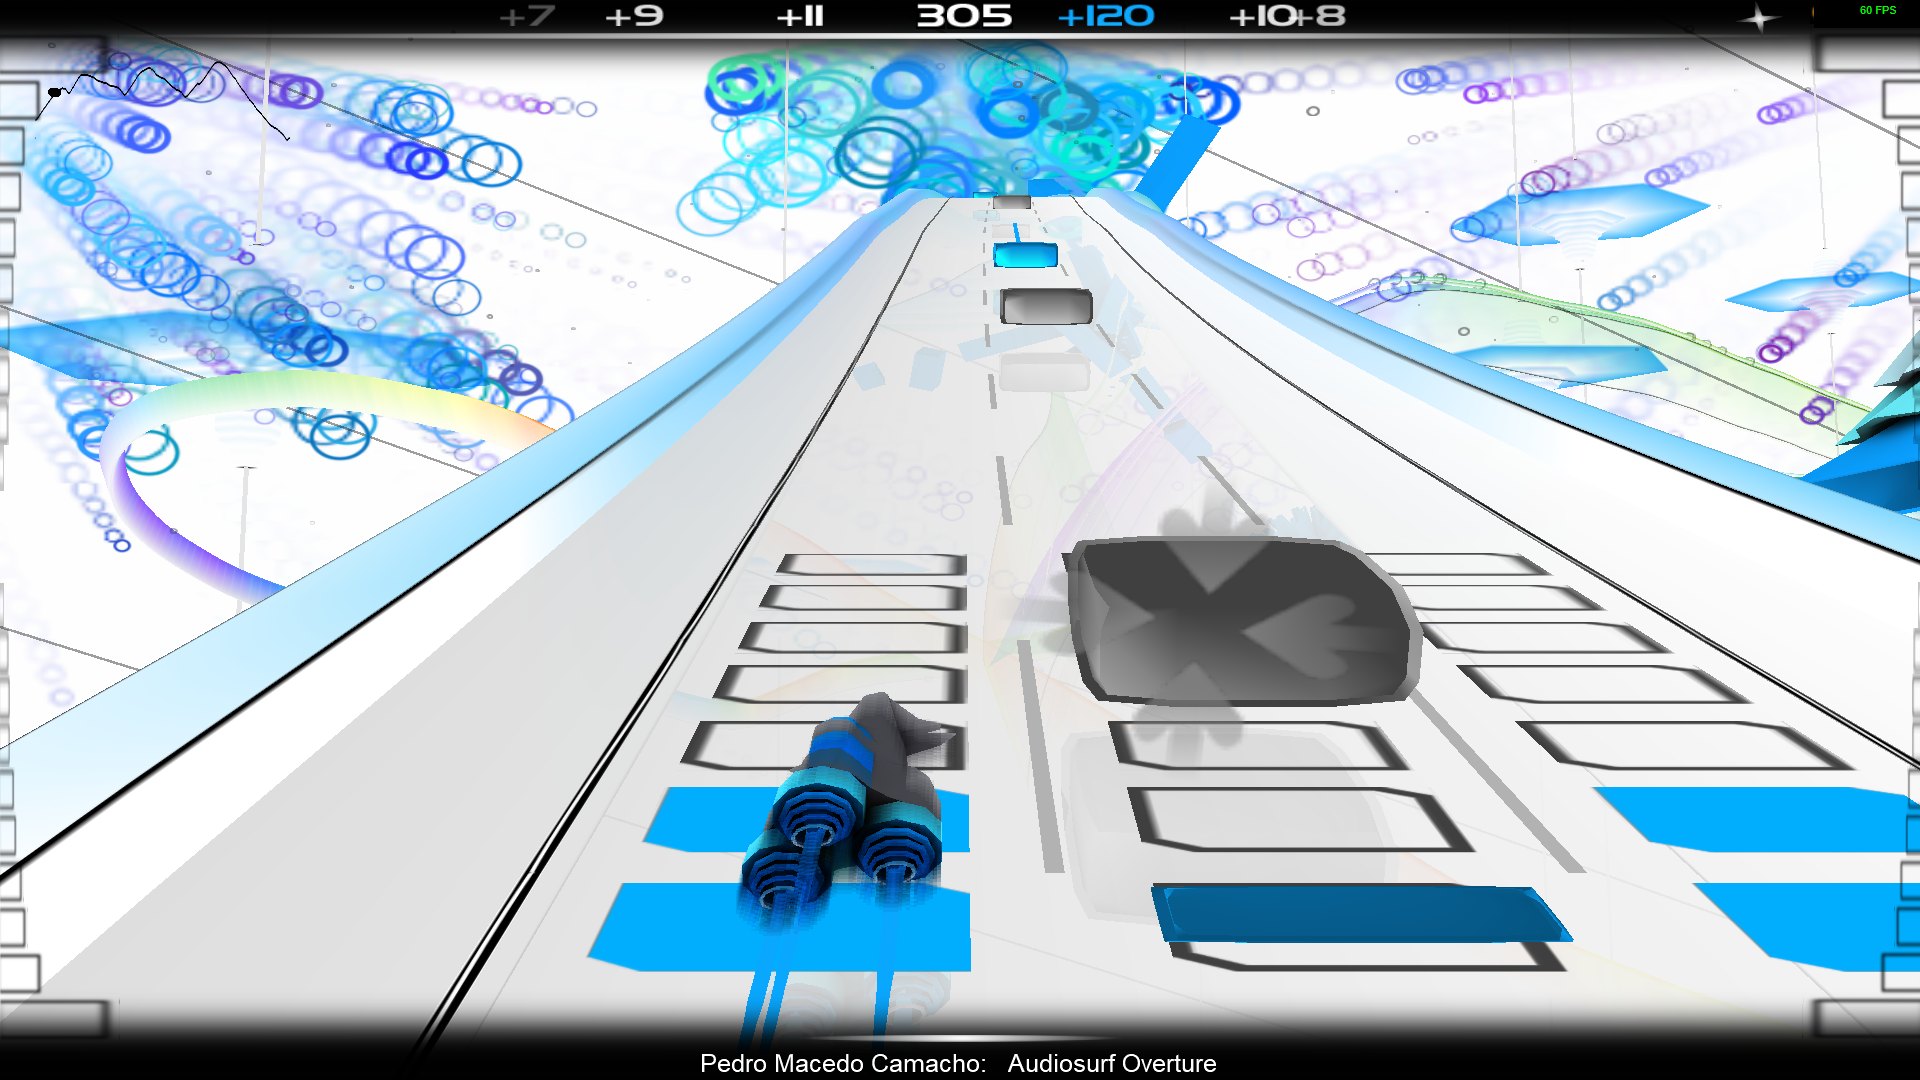 +7 +9 +11 305 +120 +10 +8
60 FPS
Pedro Macedo Camacho: Audiosurf Overture